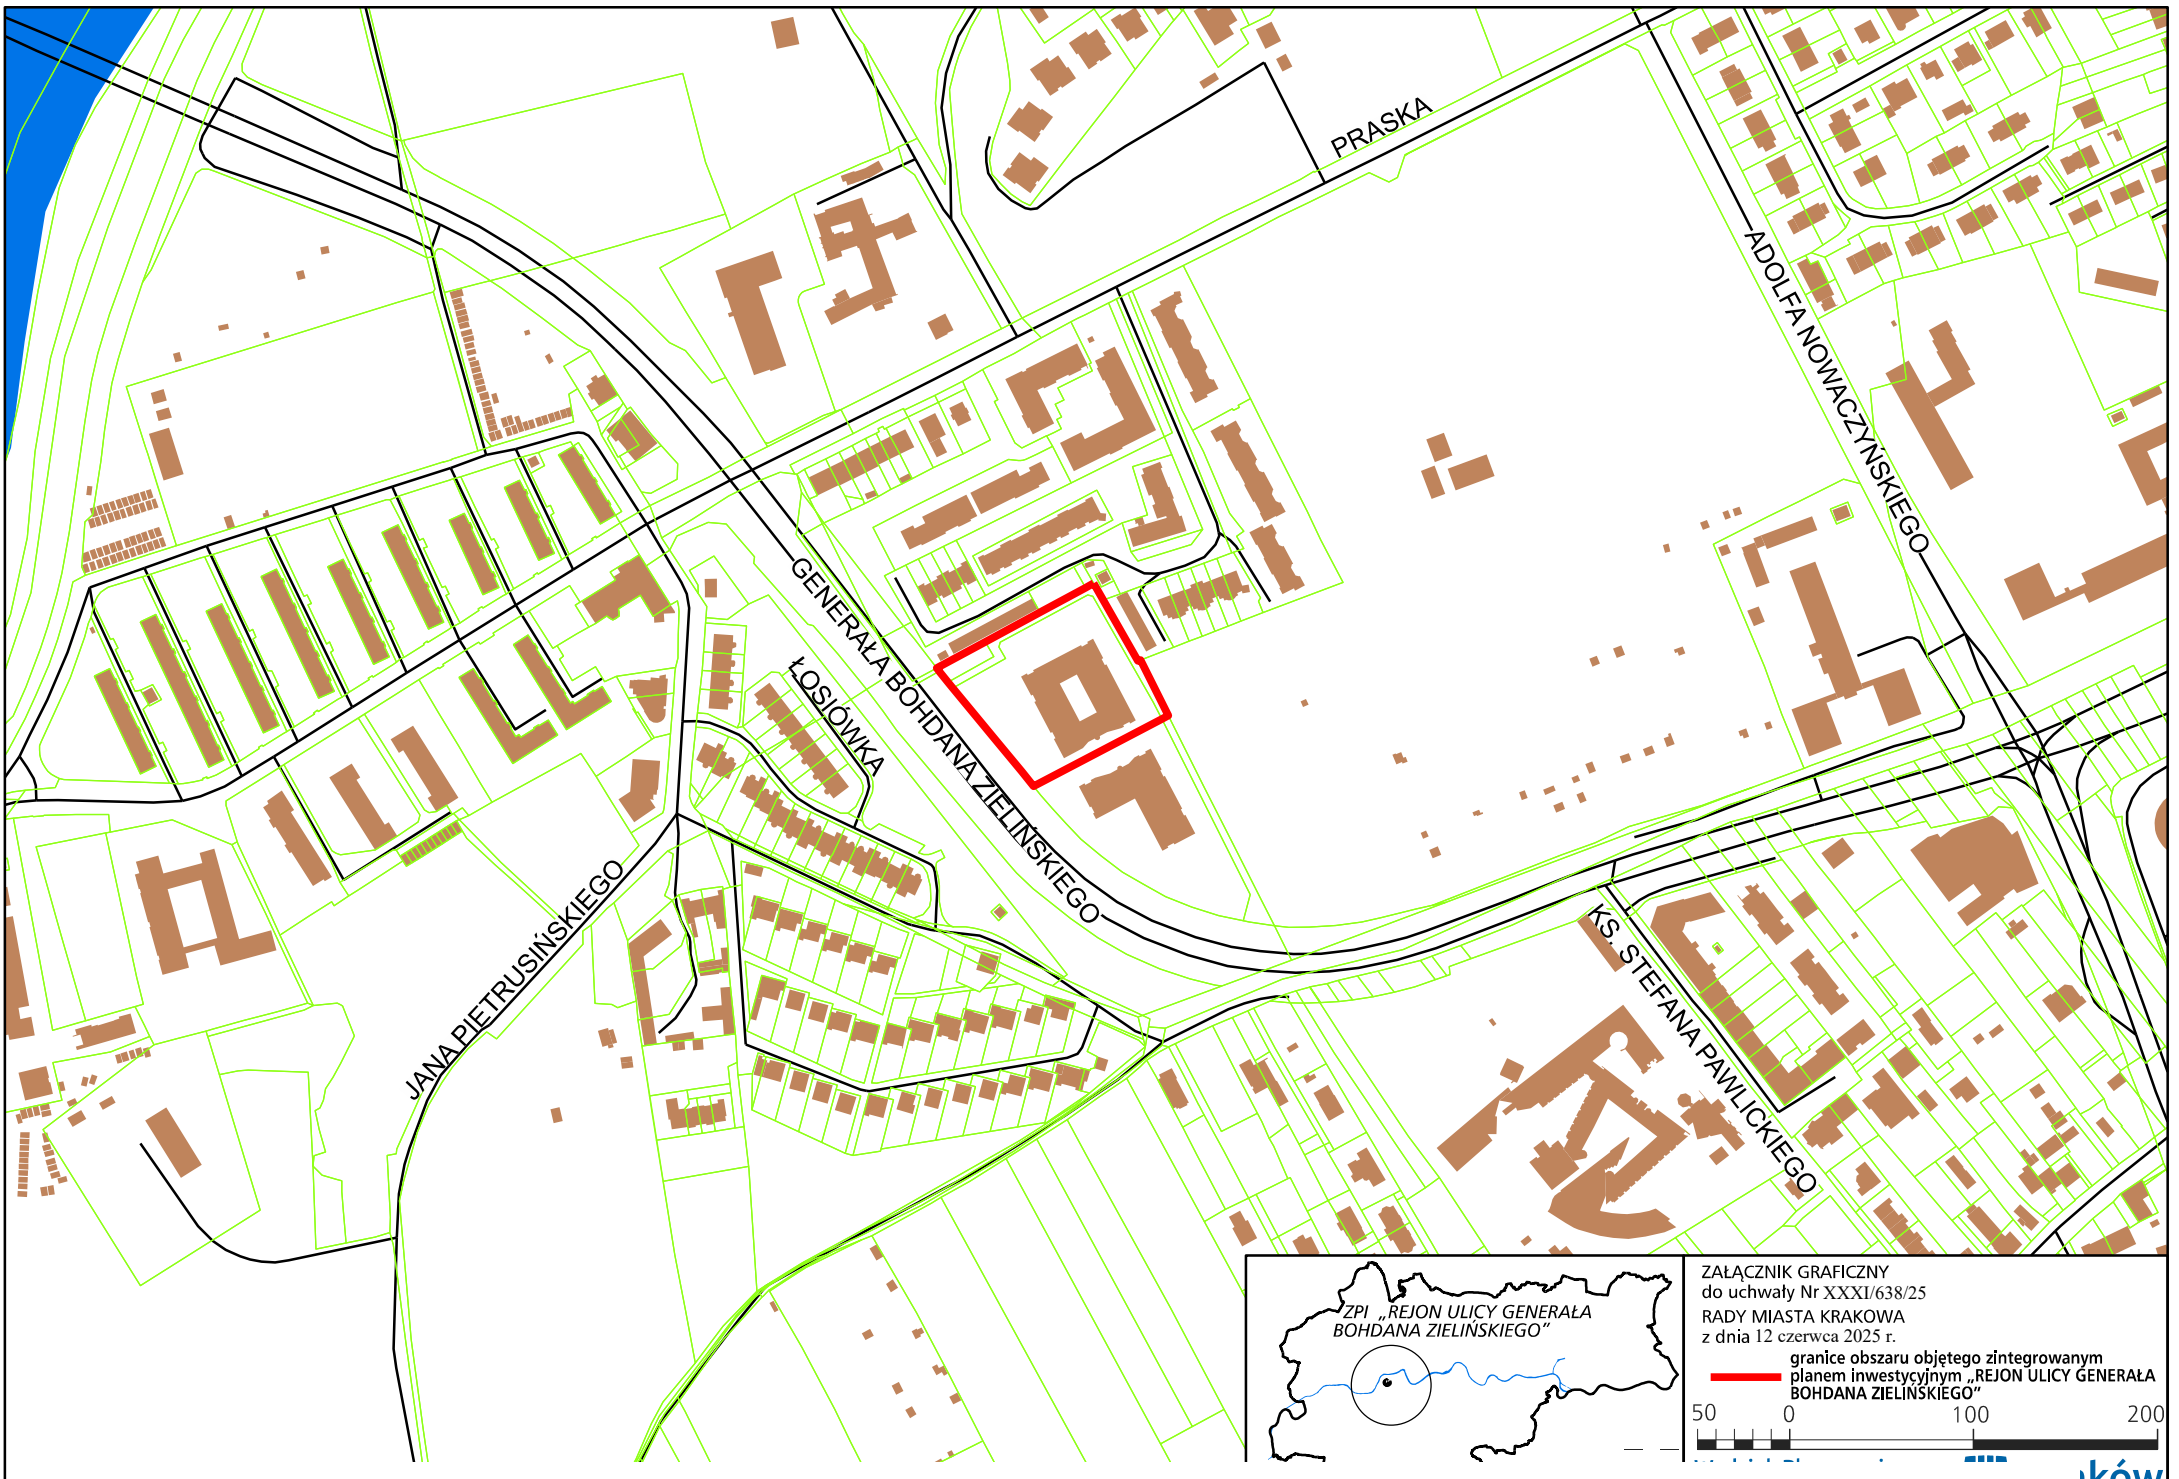 PRASKA
ADOLFA NOWACZYŃSKIEGO
GENERAŁA BOHDANA ZIELIŃSKIEGO
ŁOSIÓWKA
JANA PIETRUSIŃSKIEGO
KS. STEFANA PAWLICKIEGO
ZPI „REJON ULICY GENERAŁA
BOHDANA ZIELIŃSKIEGO”
ZAŁĄCZNIK GRAFICZNY
do uchwały Nr XXXI/638/25
RADY MIASTA KRAKOWA
z dnia 12 czerwca 2025 r.
granice obszaru objętego zintegrowanym
planem inwestycyjnym „REJON ULICY GENERAŁA
BOHDANA ZIELIŃSKIEGO”
50 0 100 200